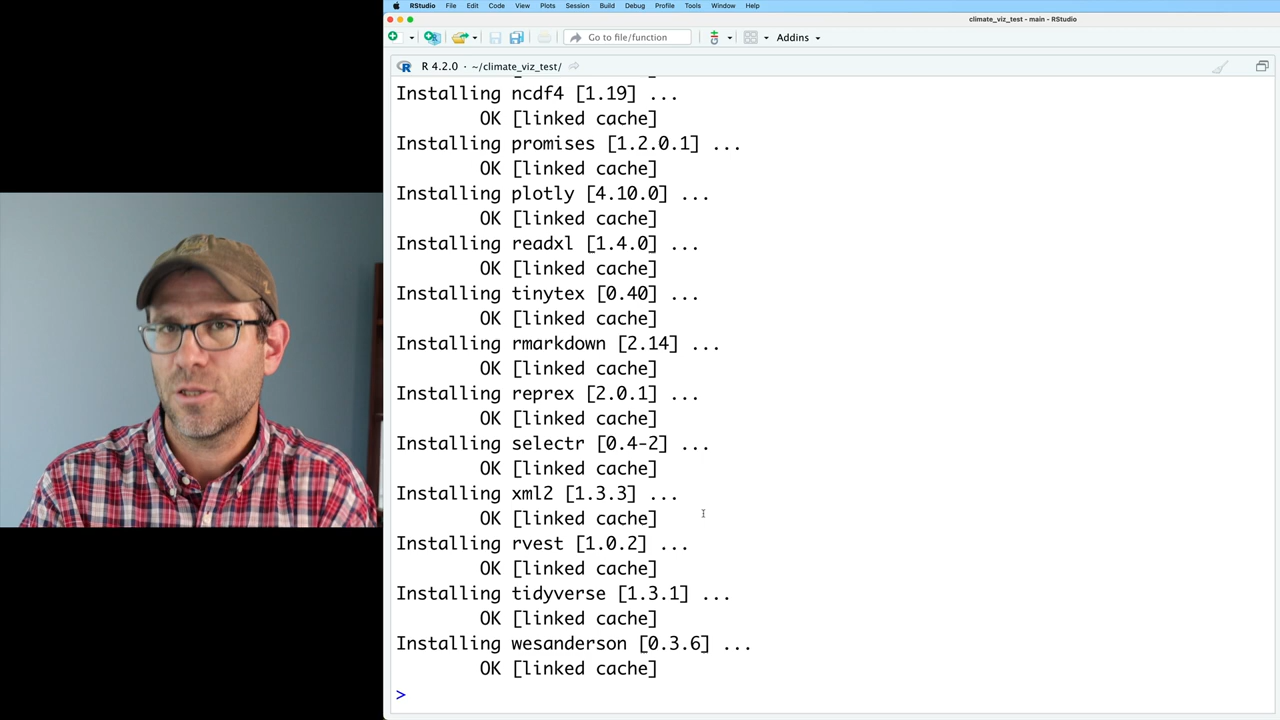 RStudio File Edit Code View Plots Session Build Debug Profile Tools Window Help
climate_viz_test - main - RStudio
Go to file/function Addins
R 4.2.0 · ~/climate_viz_test/
Installing ncdf4 [1.19] ...
OK [linked cache]
Installing promises [1.2.0.1] ...
OK [linked cache]
Installing plotly [4.10.0] ...
OK [linked cache]
Installing readxl [1.4.0] ...
OK [linked cache]
Installing tinytex [0.40] ...
OK [linked cache]
Installing rmarkdown [2.14] ...
OK [linked cache]
Installing reprex [2.0.1] ...
OK [linked cache]
Installing selectr [0.4-2] ...
OK [linked cache]
Installing xml2 [1.3.3] ...
OK [linked cache]
Installing rvest [1.0.2] ...
OK [linked cache]
Installing tidyverse [1.3.1] ...
OK [linked cache]
Installing wesanderson [0.3.6] ...
OK [linked cache]
>